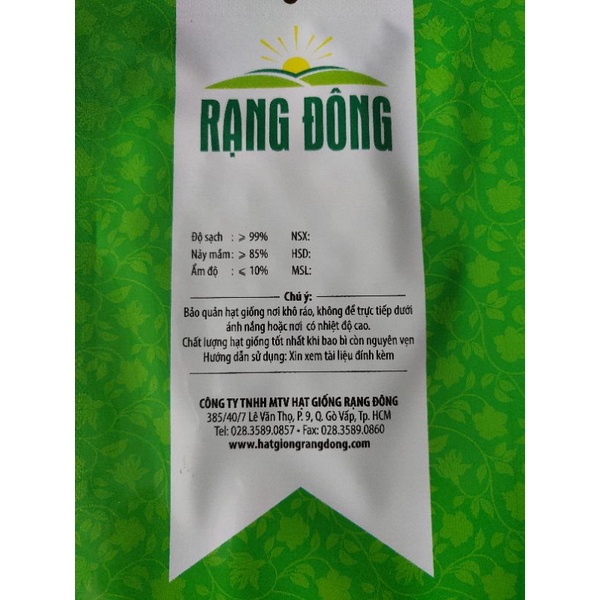 RẠNG ĐÔNG
Độ sạch : ⩾ 99% NSX:
Nảy mầm: ⩾ 85% HSD:
Ẩm độ : ⩽ 10% MSL:
Chú ý:
Bảo quản hạt giống nơi khô ráo, không để trực tiếp dưới
ánh nắng hoặc nơi có nhiệt độ cao.
Chất lượng hạt giống tốt nhất khi bao bì còn nguyên vẹn
Hướng dẫn sử dụng: Xin xem tài liệu đính kèm
CÔNG TY TNHH MTV HẠT GIỐNG RẠNG ĐÔNG
385/40/7 Lê Văn Thọ, P. 9, Q. Gò Vấp, Tp. HCM
Tel: 028.3589.0857 • Fax: 028.3589.0860
www.hatgiongrangdong.com